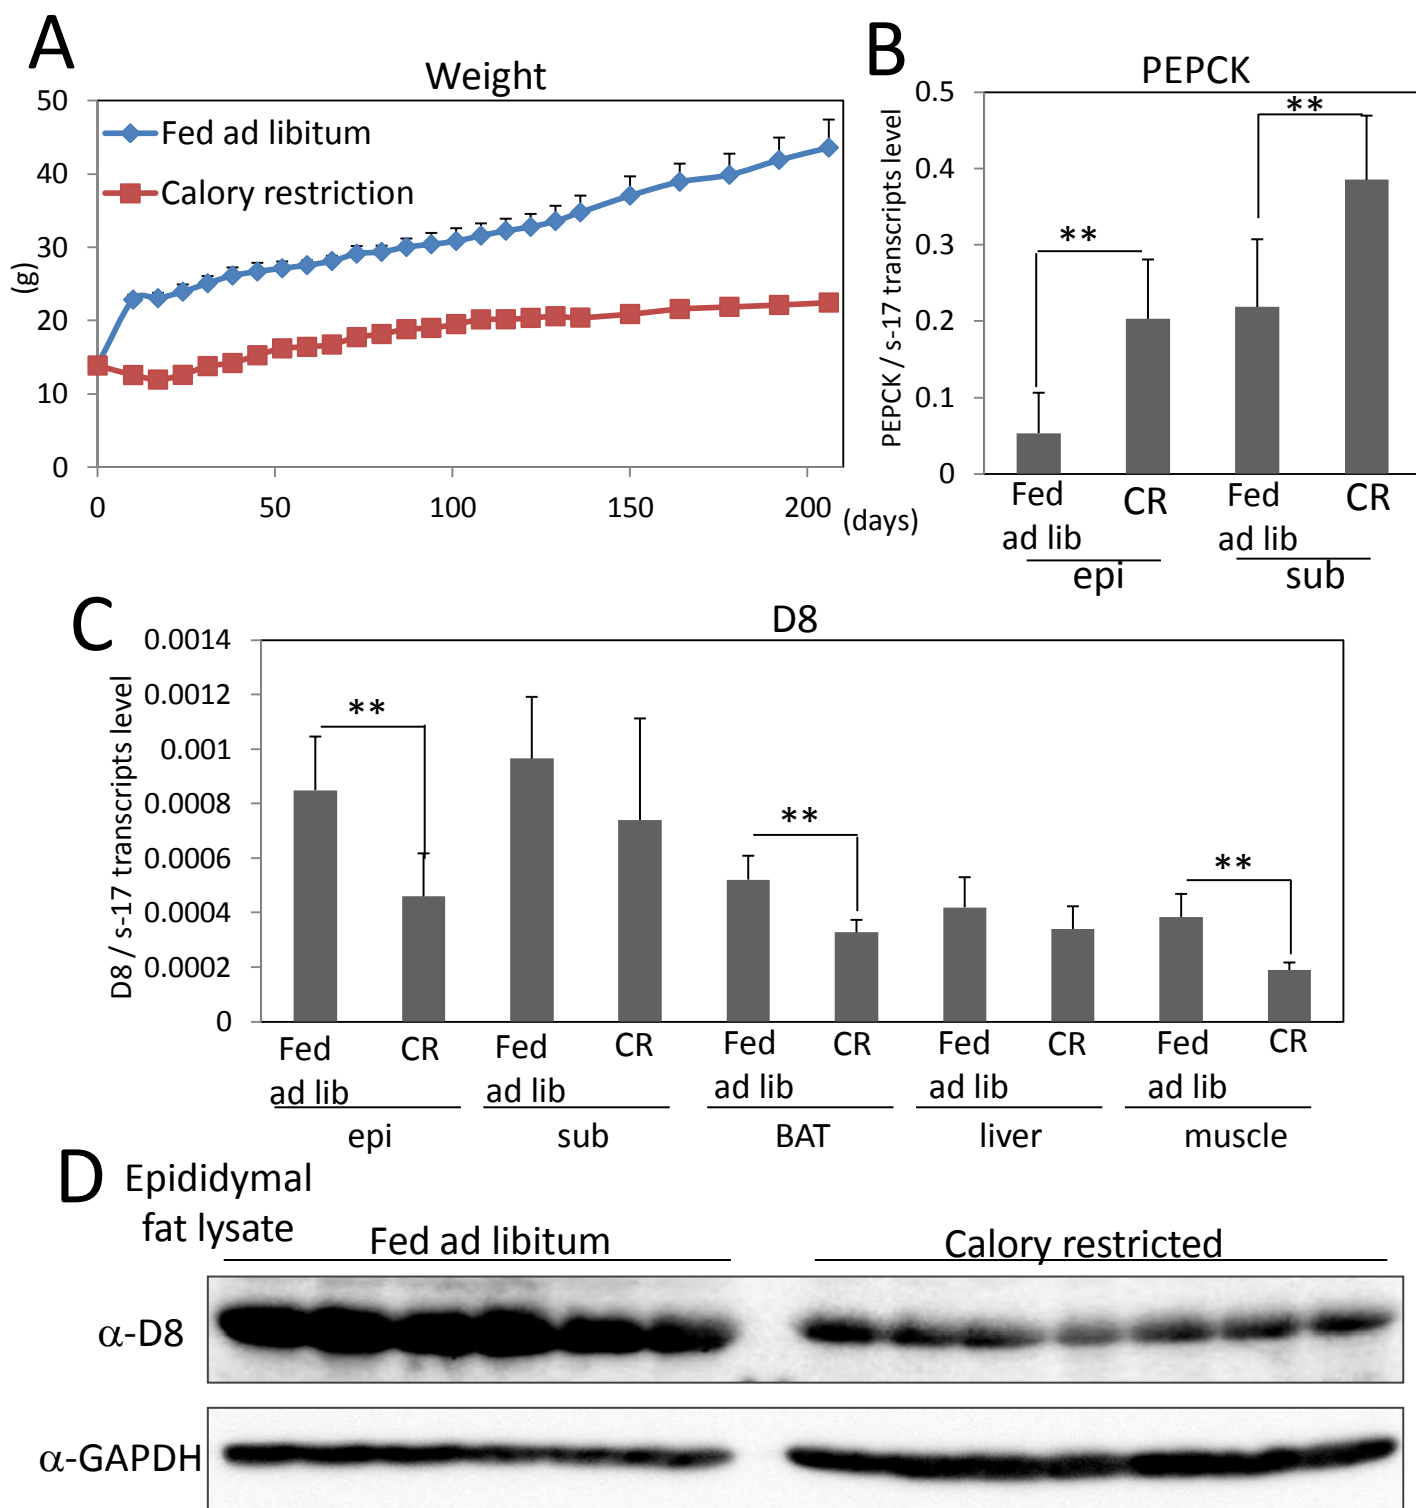 A
Weight
50
40
30
20
10
0
(g)
Fed ad libitum
Calory restriction
0
50
100
150
200
(days)
B
PEPCK
0.5
0.4
0.3
0.2
0.1
0
PEPCK / s-17 transcripts level
**
**
Fed
ad lib
CR
Fed
ad lib
CR
epi
sub
C
D8
0.0014
0.0012
0.001
0.0008
0.0006
0.0004
0.0002
0
D8 / s-17 transcripts level
**
**
**
Fed
ad lib
CR
Fed
ad lib
CR
Fed
ad lib
CR
Fed
ad lib
CR
Fed
ad lib
CR
epi
sub
BAT
liver
muscle
D
Epididymal
fat lysate
Fed ad libitum
Calory restricted
α-D8
α-GAPDH